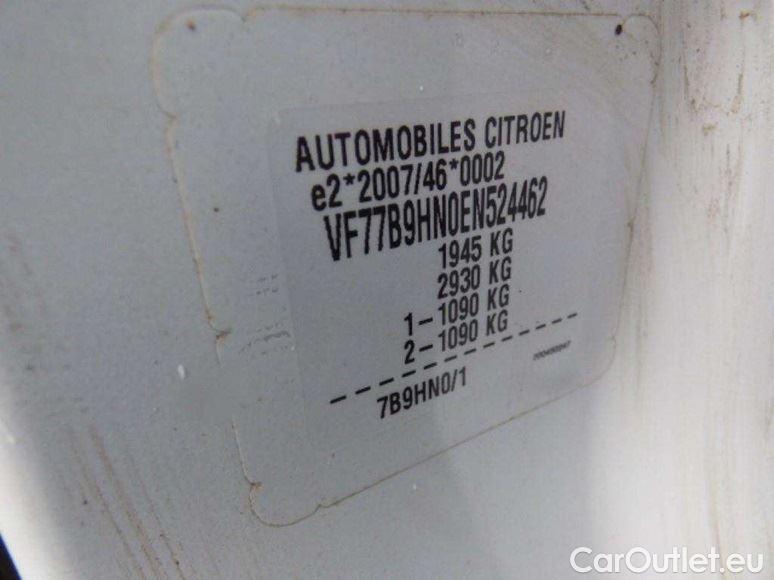 AUTOMOBILES CITROEN
e2*2007/46*0002
VF77B9HN0EN524462
1945 KG
2930 KG
1-1090 KG
2-1090 KG
7B9HN0/1
CarOutlet.eu